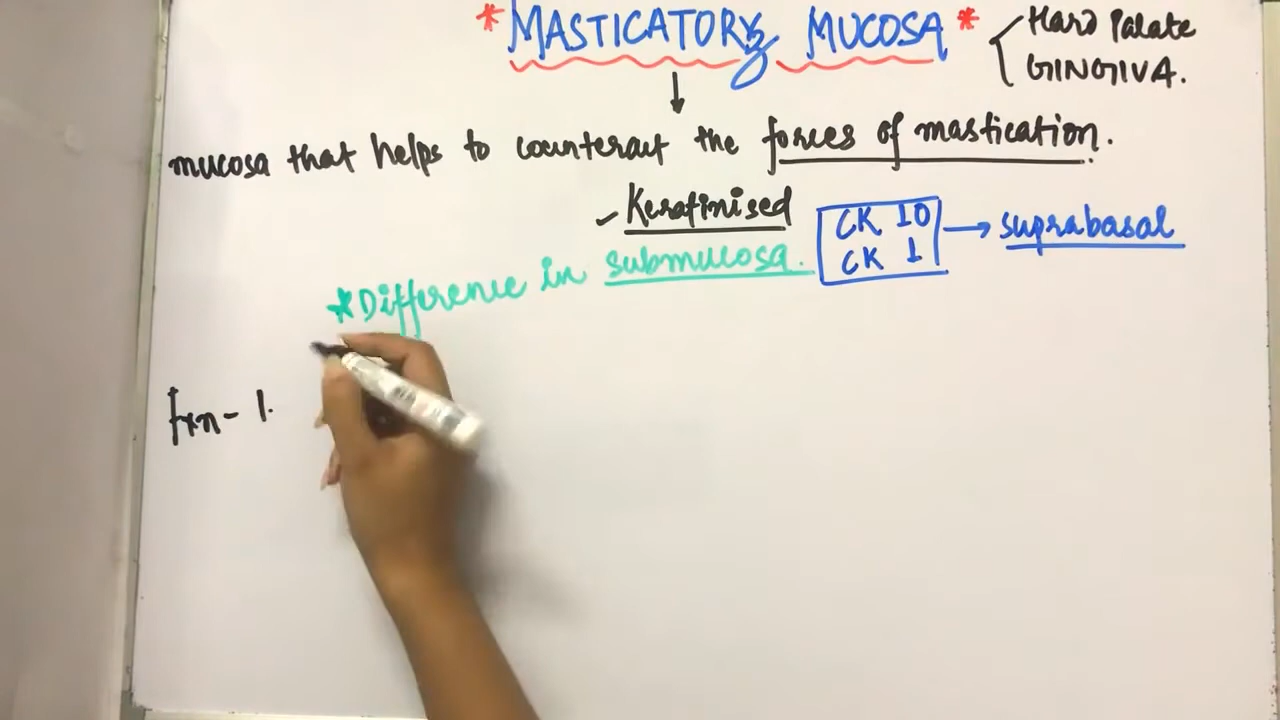 * MASTICATORY MUCOSA *
Hard Palate
GINGIVA.
mucosa that helps to counteract the forces of mastication.
✓ Keratinised
CK 10
CK 1
→ suprabasal
* Difference in submucosa.
fxn - 1.